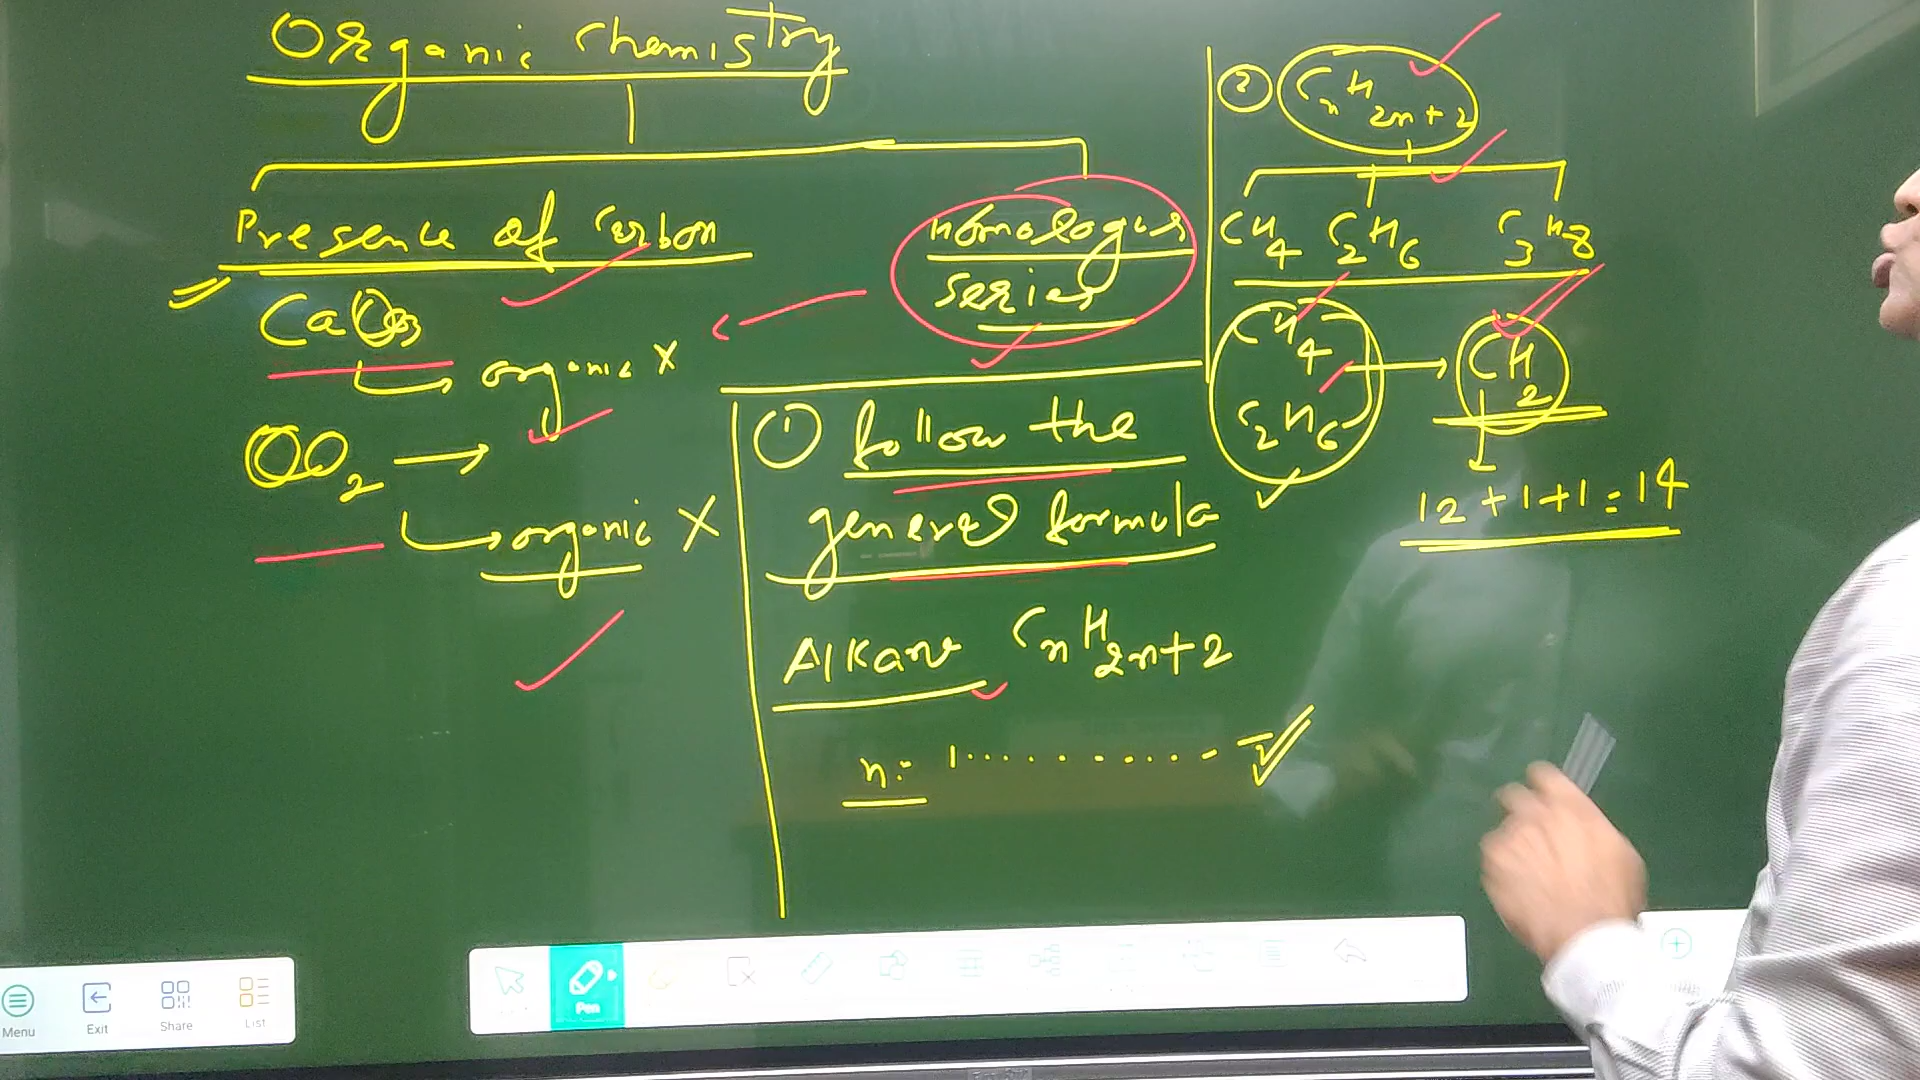 Organic Chemistry
Presence of Carbon
CaCO3
organic X
CO2 →
organic X
Homologus
series
① follow the
general formula
Alkane CnH2n+2
n = 1 . . . . . . . . . . .
② CnH2n+2
CH4 C2H6 C3H8
CH4 → CH2
C2H6
12 + 1 + 1 = 14
Menu Exit Share List
Pen